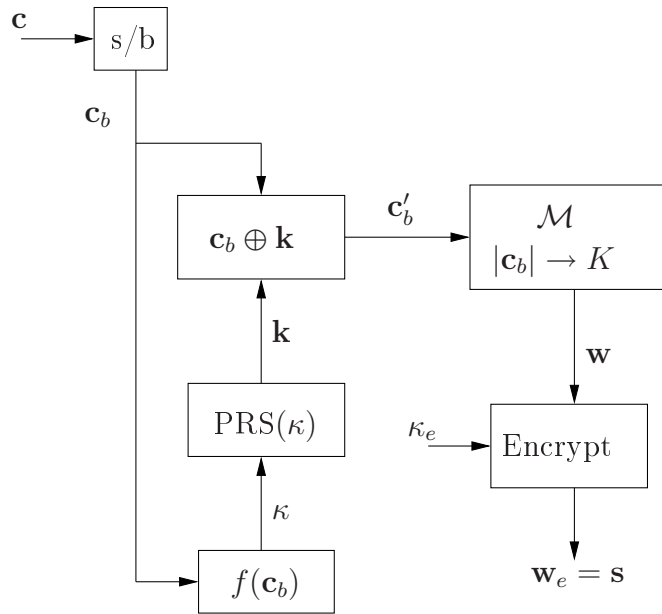 c
s/b
c_b
c_b ⊕ k
c′_b
M
|c_b| → K
k
w
PRS(κ)
κ_e
Encrypt
κ
f(c_b)
w_e = s